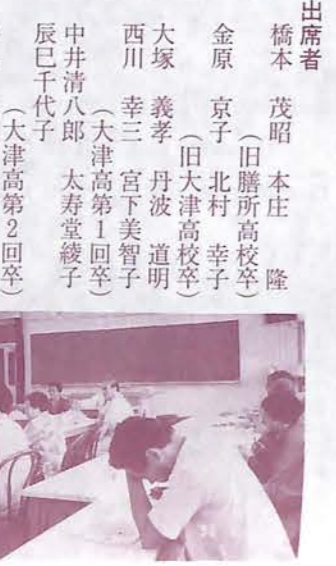 出席者
橋本　茂昭　本庄　　隆
（旧膳所高校卒）
金原　京子　北村　幸子
（旧大津高校卒）
大塚　義孝　丹波　道明
西川　幸三　宮下美智子
（大津高第1回卒）
中井清八郎　太寿堂綾子
辰巳千代子
（大津高第2回卒）